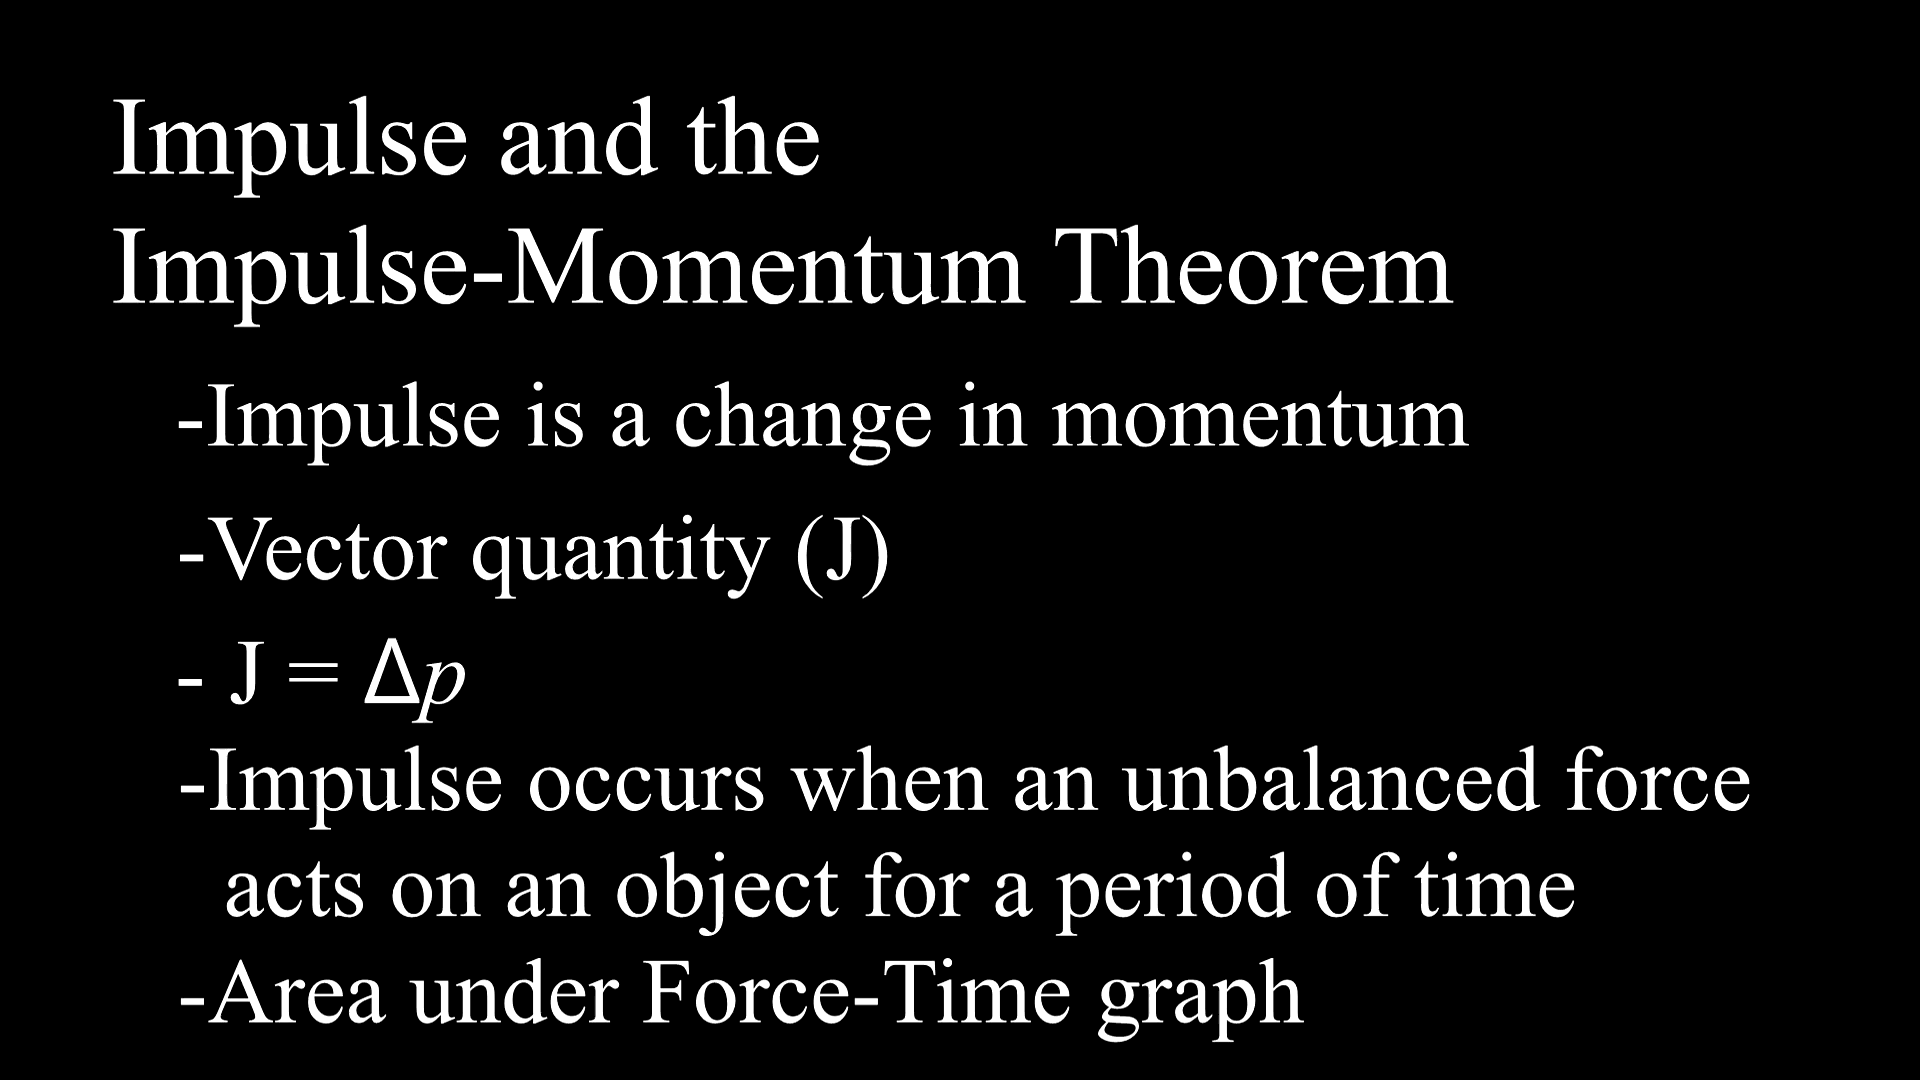 Impulse and the
Impulse-Momentum Theorem
-Impulse is a change in momentum
-Vector quantity (J)
- J = Δp
-Impulse occurs when an unbalanced force
acts on an object for a period of time
-Area under Force-Time graph